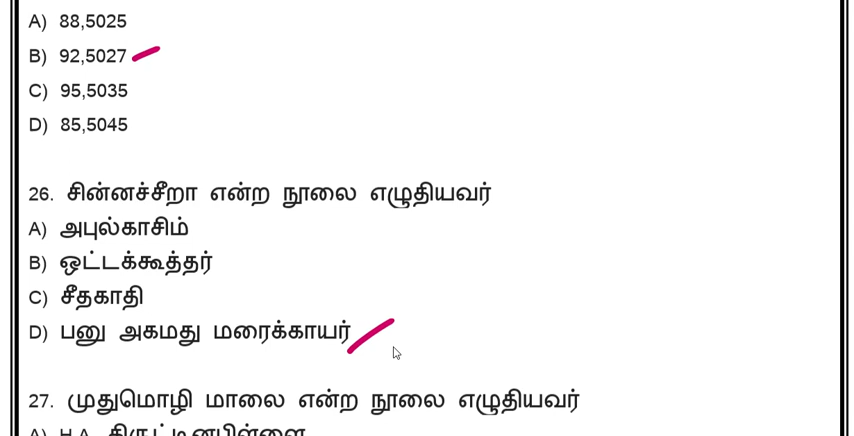 A) 88,5025
B) 92,5027
C) 95,5035
D) 85,5045
26. சின்னச்சீறா என்ற நூலை எழுதியவர்
A) அபுல்காசிம்
B) ஒட்டக்கூத்தர்
C) சீதகாதி
D) பனு அகமது மரைக்காயர்
27. முதுமொழி மாலை என்ற நூலை எழுதியவர்
A) H.A.